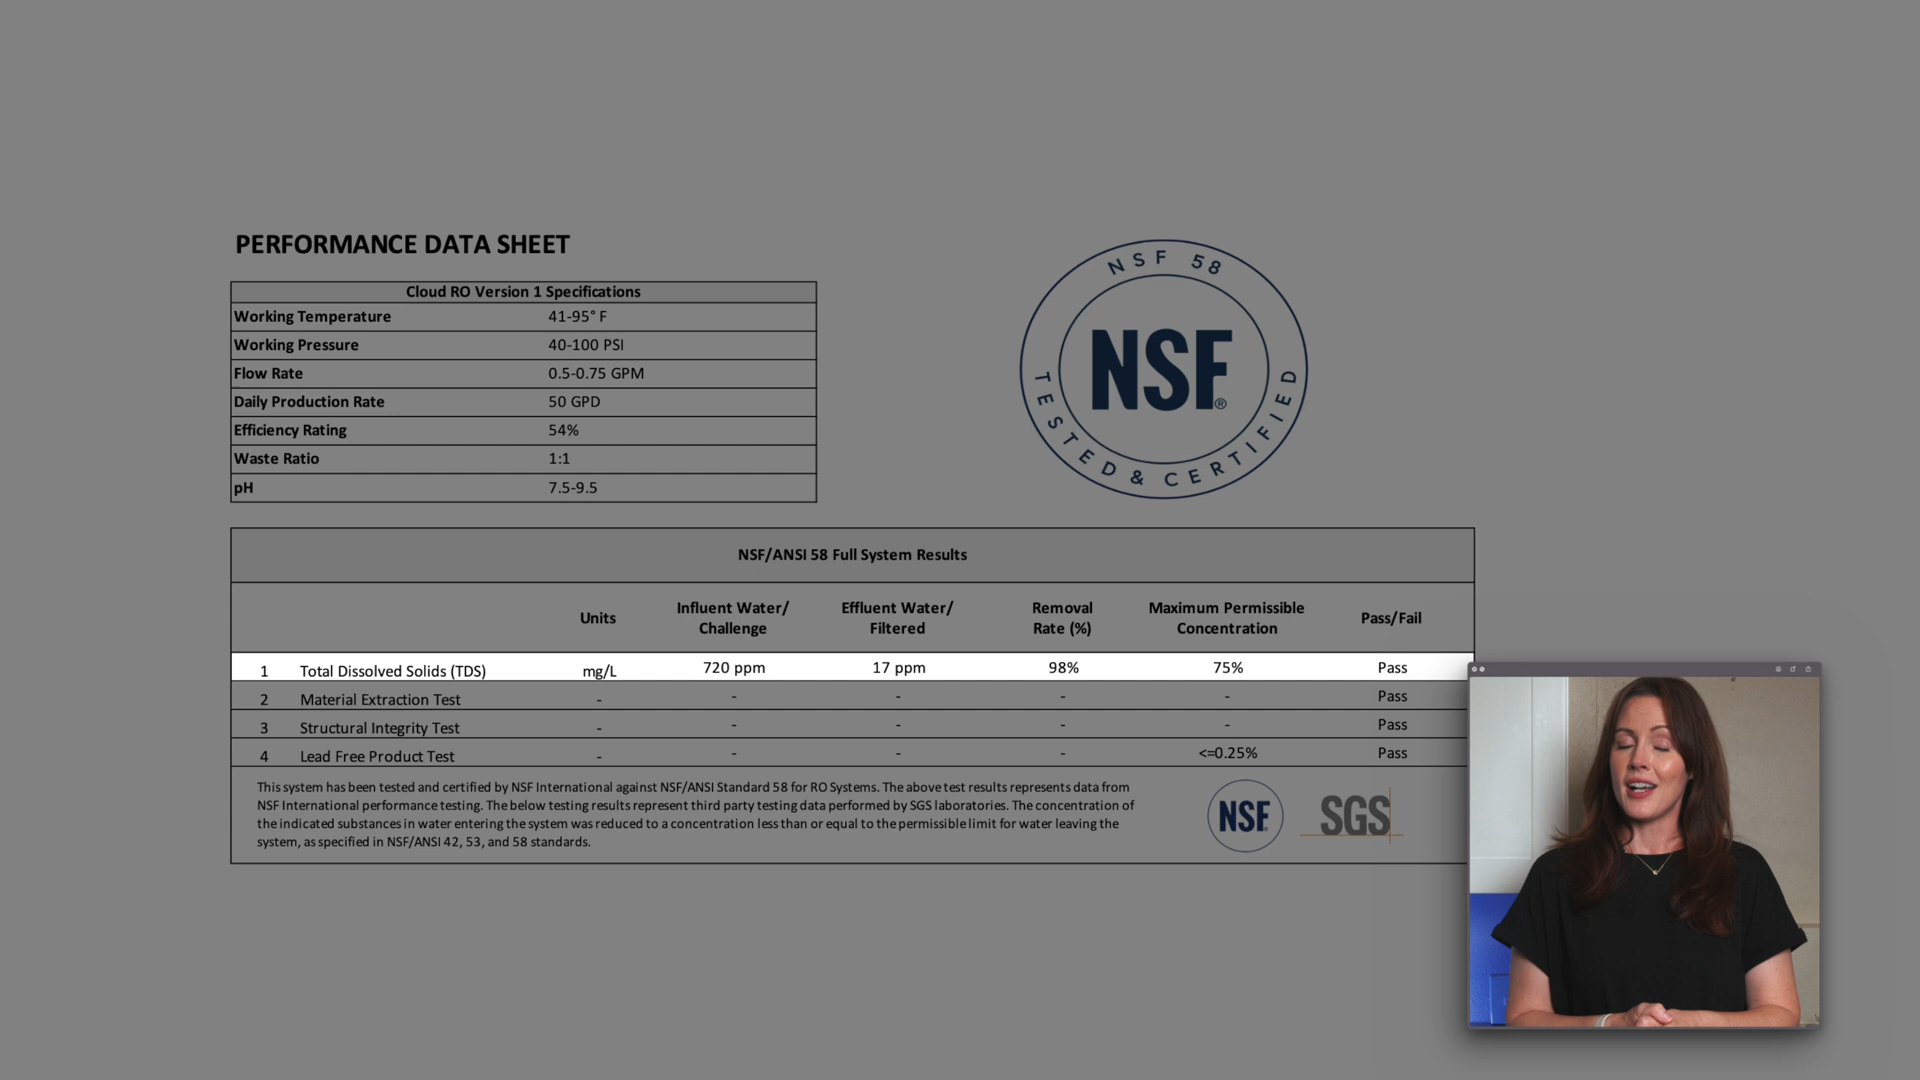 PERFORMANCE DATA SHEET
Cloud RO Version 1 Specifications
Working Temperature 41-95° F
Working Pressure 40-100 PSI
Flow Rate 0.5-0.75 GPM
Daily Production Rate 50 GPD
Efficiency Rating 54%
Waste Ratio 1:1
pH 7.5-9.5
NSF 58
NSF®
TESTED & CERTIFIED
NSF/ANSI 58 Full System Results
Units Influent Water/ Challenge Effluent Water/ Filtered Removal Rate (%) Maximum Permissible Concentration Pass/Fail
1 Total Dissolved Solids (TDS) mg/L 720 ppm 17 ppm 98% 75% Pass
2 Material Extraction Test - - - - - Pass
3 Structural Integrity Test - - - - - Pass
4 Lead Free Product Test - - - - <=0.25% Pass
This system has been tested and certified by NSF International against NSF/ANSI Standard 58 for RO Systems. The above test results represents data from
NSF International performance testing. The below testing results represent third party testing data performed by SGS laboratories. The concentration of
the indicated substances in water entering the system was reduced to a concentration less than or equal to the permissible limit for water leaving the
system, as specified in NSF/ANSI 42, 53, and 58 standards.
NSF
SGS